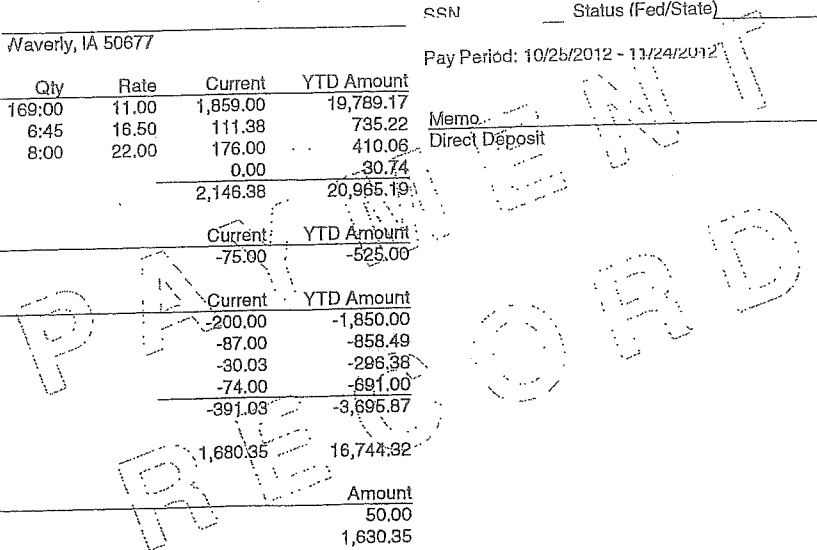 SSN Status (Fed/State)
Waverly, IA 50677
Pay Period: 10/25/2012 - 11/24/2012
Qty Rate Current YTD Amount
169:00 11.00 1,859.00 19,789.17
6:45 16.50 111.38 735.22
8:00 22.00 176.00 410.06
0.00 30.74
2,146.38 20,965.19
Memo
Direct Deposit
Current YTD Amount
-75.00 -525.00
Current YTD Amount
-200.00 -1,850.00
-87.00 -858.49
-30.03 -296.38
-74.00 -691.00
-391.03 -3,695.87
1,680.35 16,744.32
Amount
50.00
1,630.35
PAYMENT
RECORD